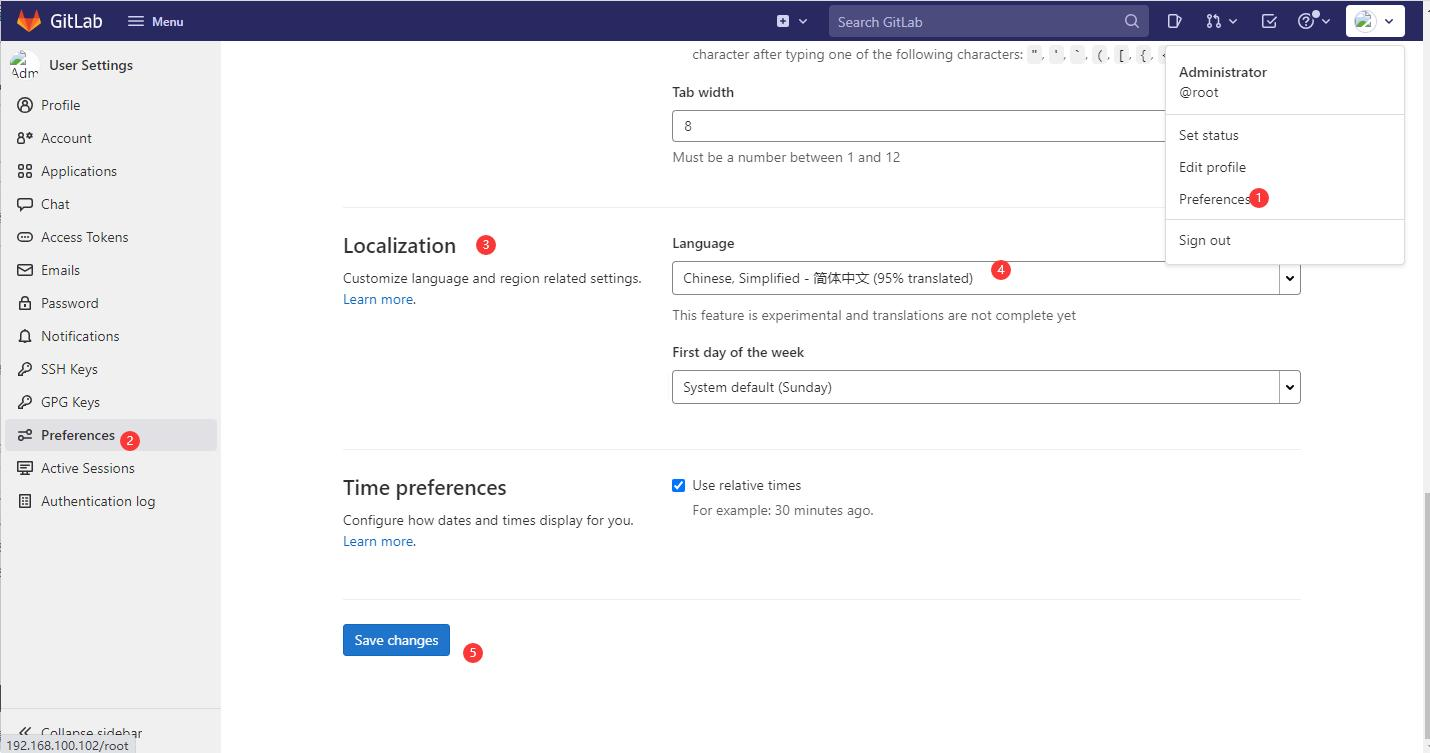 GitLab
Menu
Search GitLab
Adm
User Settings
Profile
Account
Applications
Chat
Access Tokens
Emails
Password
Notifications
SSH Keys
GPG Keys
Preferences 2
Active Sessions
Authentication log
Collapse sidebar
192.168.100.102/root
character after typing one of the following characters: ", ', `, (, [, {,
Tab width
8
Must be a number between 1 and 12
Localization 3
Customize language and region related settings.
Learn more.
Language
Chinese, Simplified - 简体中文 (95% translated) 4
This feature is experimental and translations are not complete yet
First day of the week
System default (Sunday)
Time preferences
Configure how dates and times display for you.
Learn more.
Use relative times
For example: 30 minutes ago.
Save changes 5
Administrator
@root
Set status
Edit profile
Preferences 1
Sign out